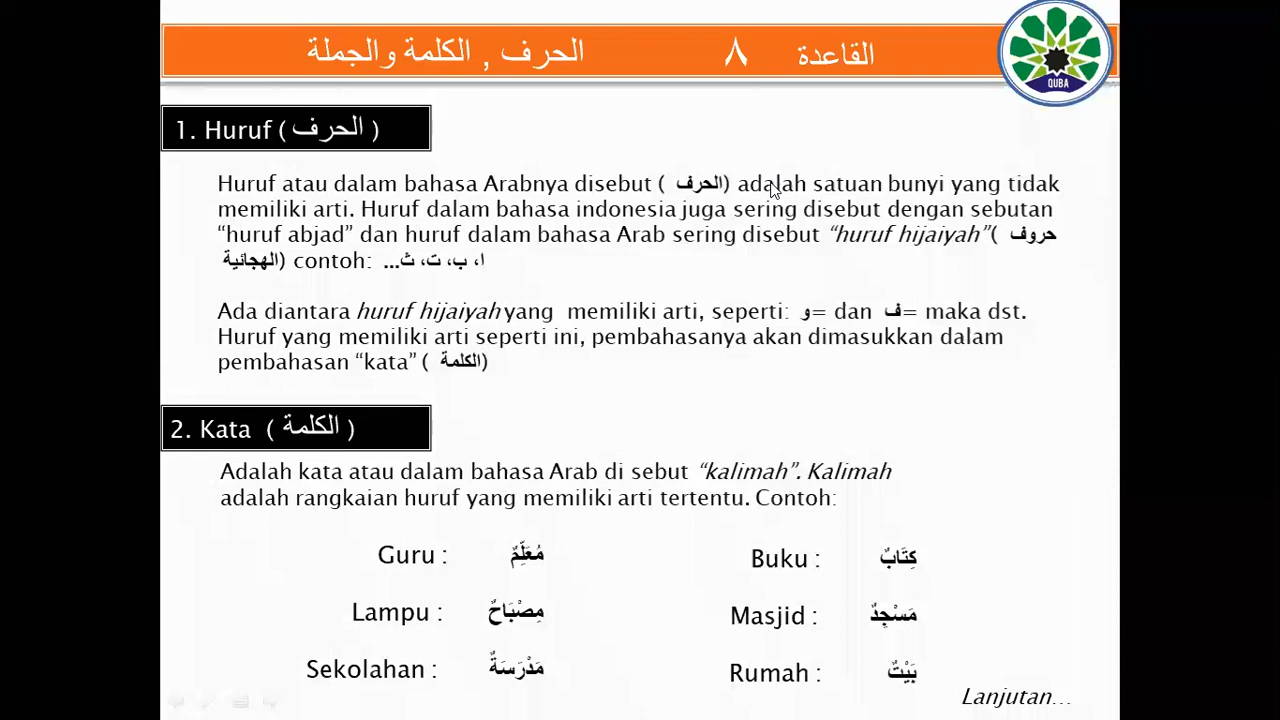 القاعدة ٨ الحرف , الكلمة والجملة
QUBA
1. Huruf ( الحرف )
Huruf atau dalam bahasa Arabnya disebut ( الحرف) adalah satuan bunyi yang tidak
memiliki arti. Huruf dalam bahasa indonesia juga sering disebut dengan sebutan
“huruf abjad” dan huruf dalam bahasa Arab sering disebut “huruf hijaiyah” ( حروف
الهجائية) contoh: ا، ب، ت، ث...
Ada diantara huruf hijaiyah yang memiliki arti, seperti: و= dan ف= maka dst.
Huruf yang memiliki arti seperti ini, pembahasanya akan dimasukkan dalam
pembahasan “kata” ( الكلمة)
2. Kata ( الكلمة )
Adalah kata atau dalam bahasa Arab di sebut “kalimah”. Kalimah
adalah rangkaian huruf yang memiliki arti tertentu. Contoh:
Guru : مُعَلِّمٌ Buku : كِتَابٌ
Lampu : مِصْبَاحٌ Masjid : مَسْجِدٌ
Sekolahan : مَدْرَسَةٌ Rumah : بَيْتٌ
Lanjutan...